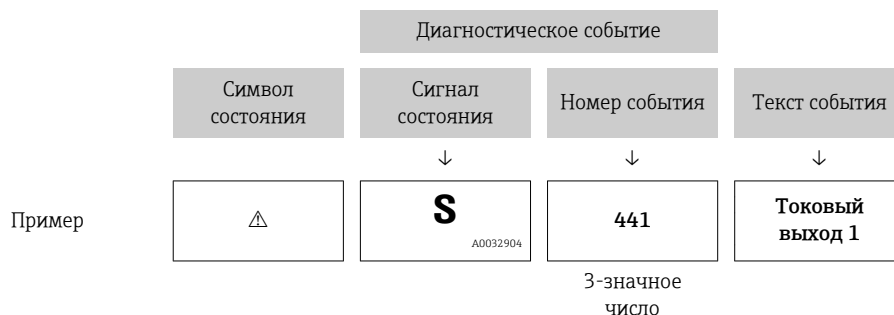 Диагностическое событие
Символ
состояния
Сигнал
состояния
Номер события
Текст события
↓
↓
↓
Пример
⚠
S
A0032904
441
Токовый
выход 1
3-значное
число